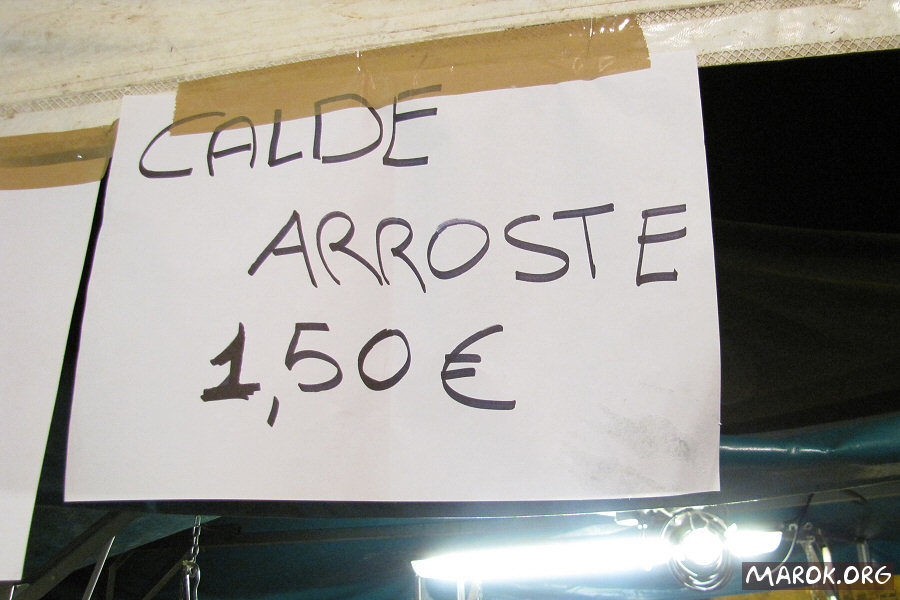 CALDE
ARROSTE
1,50 €
MAROK.ORG